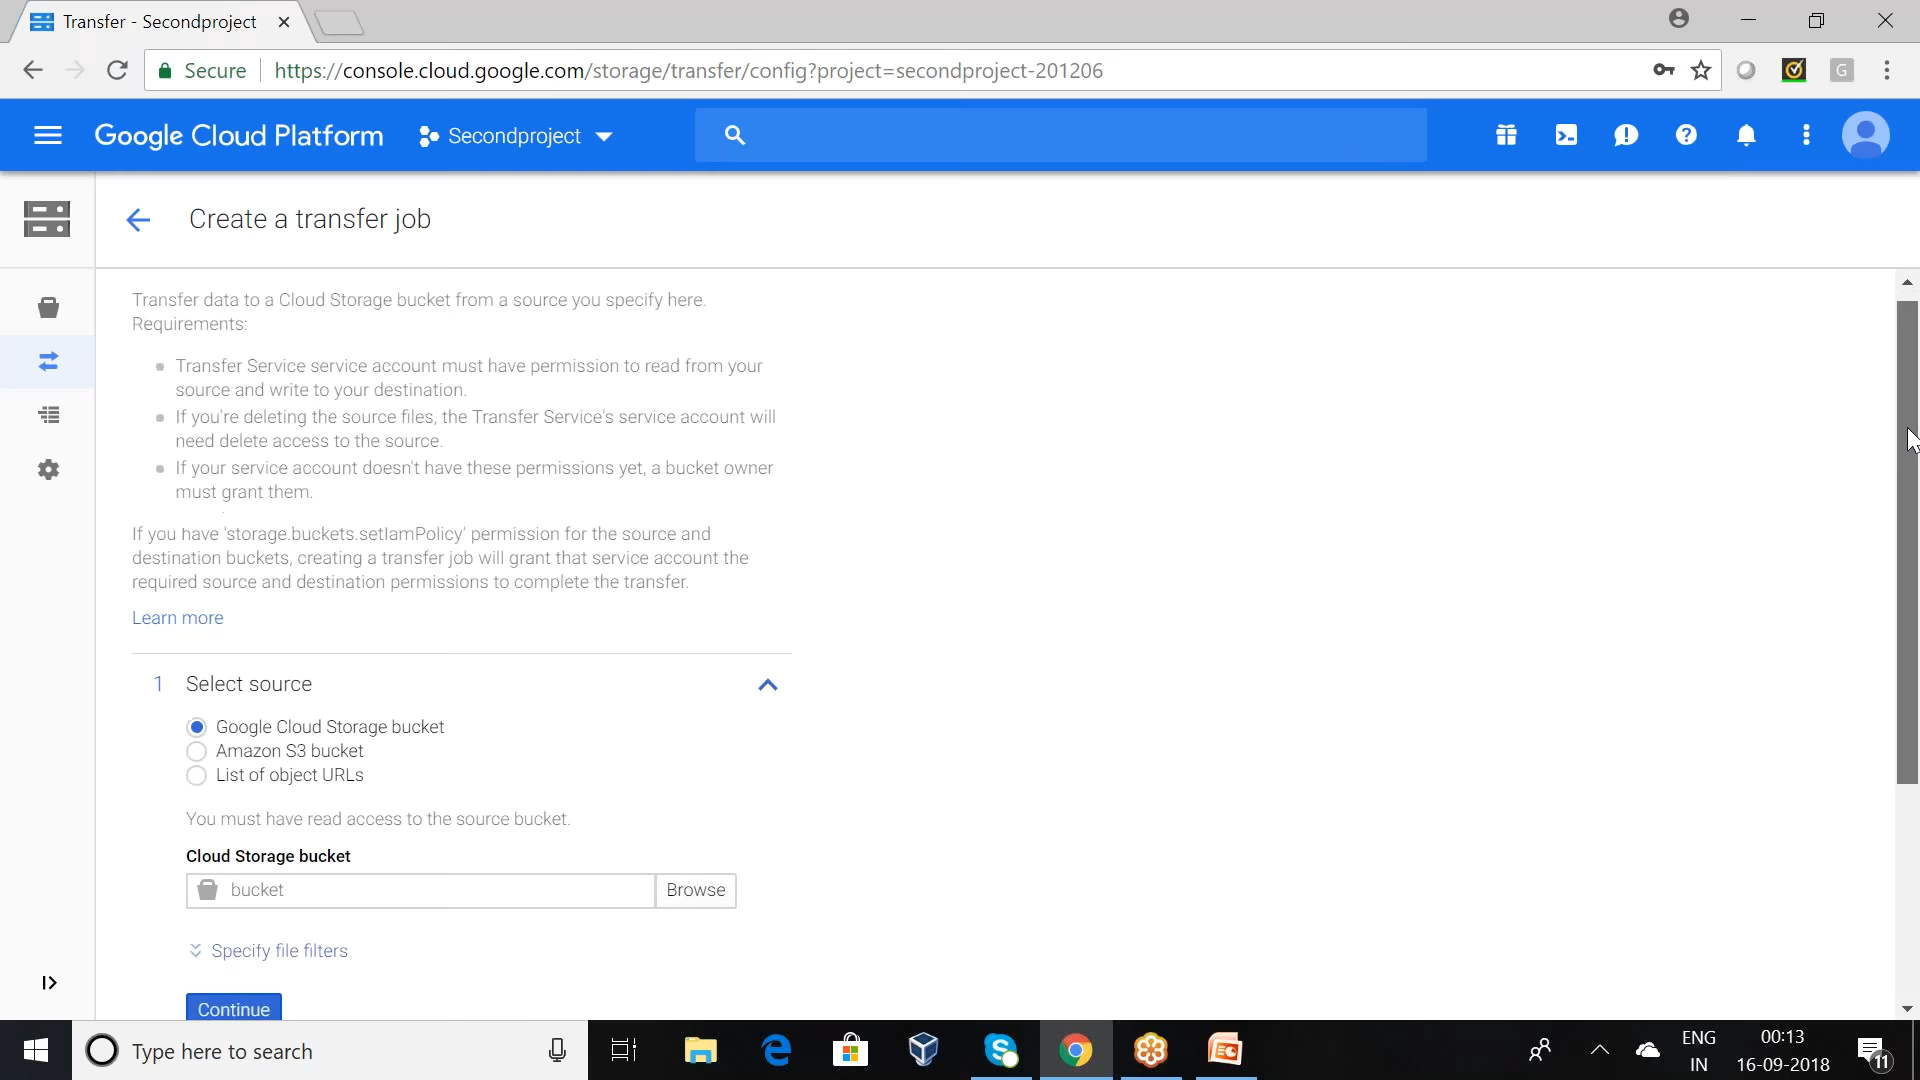 Transfer - Secondproject
Secure https://console.cloud.google.com/storage/transfer/config?project=secondproject-201206
G
Google Cloud Platform Secondproject
Create a transfer job
Transfer data to a Cloud Storage bucket from a source you specify here.
Requirements:
Transfer Service service account must have permission to read from your
source and write to your destination.
If you're deleting the source files, the Transfer Service's service account will
need delete access to the source.
If your service account doesn't have these permissions yet, a bucket owner
must grant them.
If you have 'storage.buckets.setIamPolicy' permission for the source and
destination buckets, creating a transfer job will grant that service account the
required source and destination permissions to complete the transfer.
Learn more
1 Select source
Google Cloud Storage bucket
Amazon S3 bucket
List of object URLs
You must have read access to the source bucket.
Cloud Storage bucket
bucket Browse
Specify file filters
Continue
Type here to search
ENG
IN
00:13
16-09-2018
11